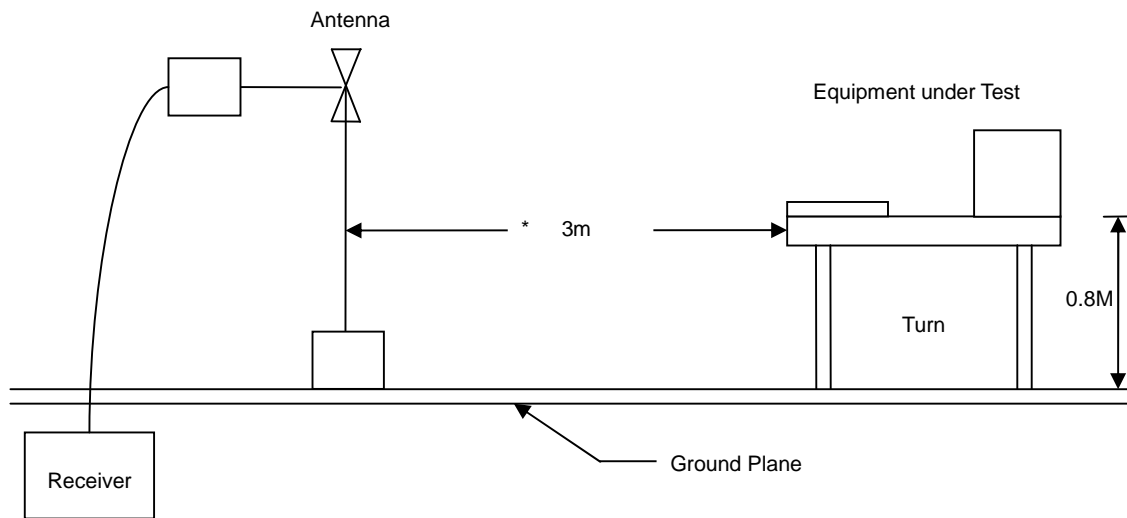 Antenna
Equipment under Test
* 3m
0.8M
Turn
Ground Plane
Receiver